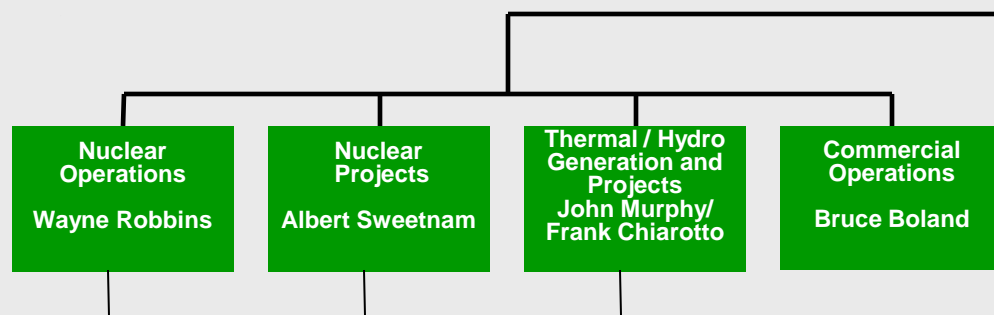 Nuclear
Operations
Wayne Robbins
Nuclear
Projects
Albert Sweetnam
Thermal / Hydro
Generation and
Projects
John Murphy/
Frank Chiarotto
Commercial
Operations
Bruce Boland